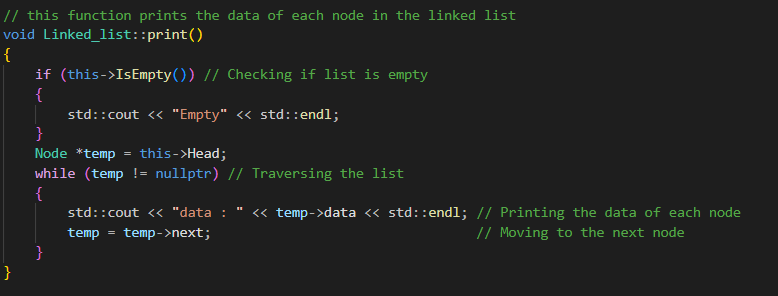 // this function prints the data of each node in the linked list
void Linked_list::print()
{
    if (this->IsEmpty()) // Checking if list is empty
    {
        std::cout << "Empty" << std::endl;
    }
    Node *temp = this->Head;
    while (temp != nullptr) // Traversing the list
    {
        std::cout << "data : " << temp->data << std::endl; // Printing the data of each node
        temp = temp->next;                                 // Moving to the next node
    }
}